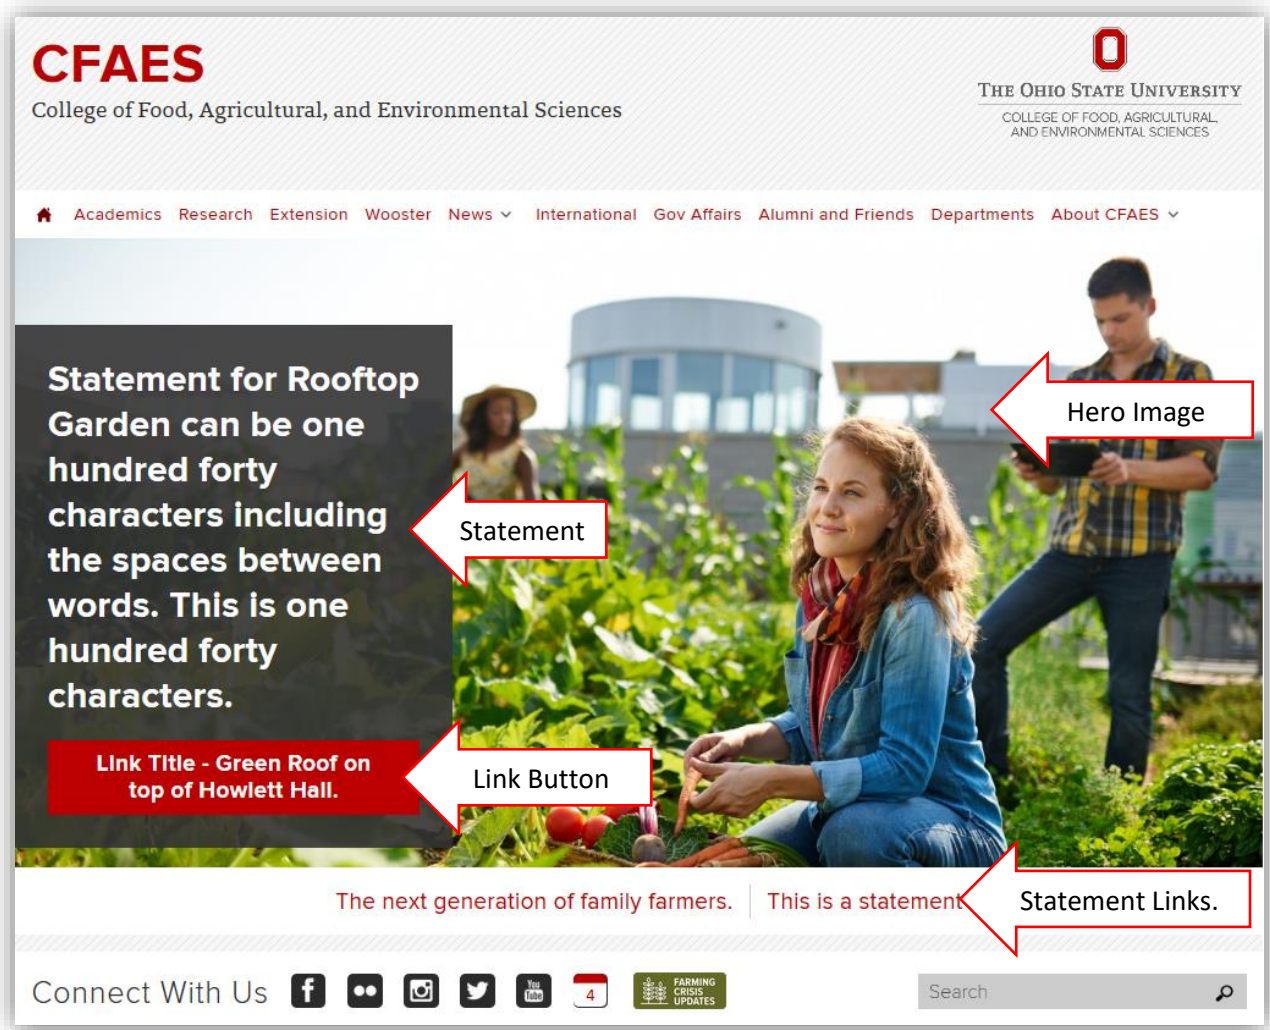 CFAES
College of Food, Agricultural, and Environmental Sciences
THE OHIO STATE UNIVERSITY
COLLEGE OF FOOD, AGRICULTURAL,
AND ENVIRONMENTAL SCIENCES
Academics Research Extension Wooster News International Gov Affairs Alumni and Friends Departments About CFAES
Statement for Rooftop
Garden can be one
hundred forty
characters including
the spaces between
words. This is one
hundred forty
characters.
Hero Image
Statement
Link Title - Green Roof on
top of Howlett Hall.
Link Button
The next generation of family farmers. This is a statement
Statement Links.
Connect With Us
f
You
Tube
4
FARMING
CRISIS
UPDATES
Search